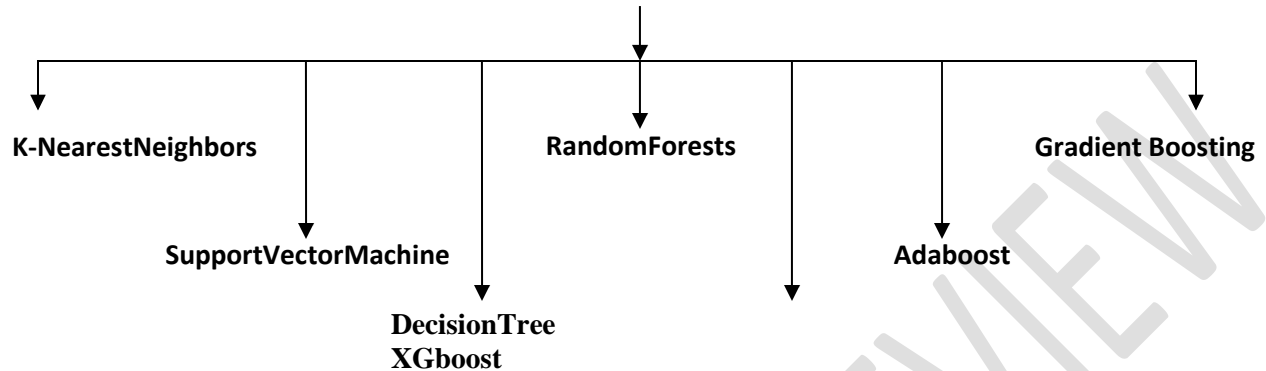 K-NearestNeighbors
RandomForests
Gradient Boosting
SupportVectorMachine
Adaboost
DecisionTree
XGboost